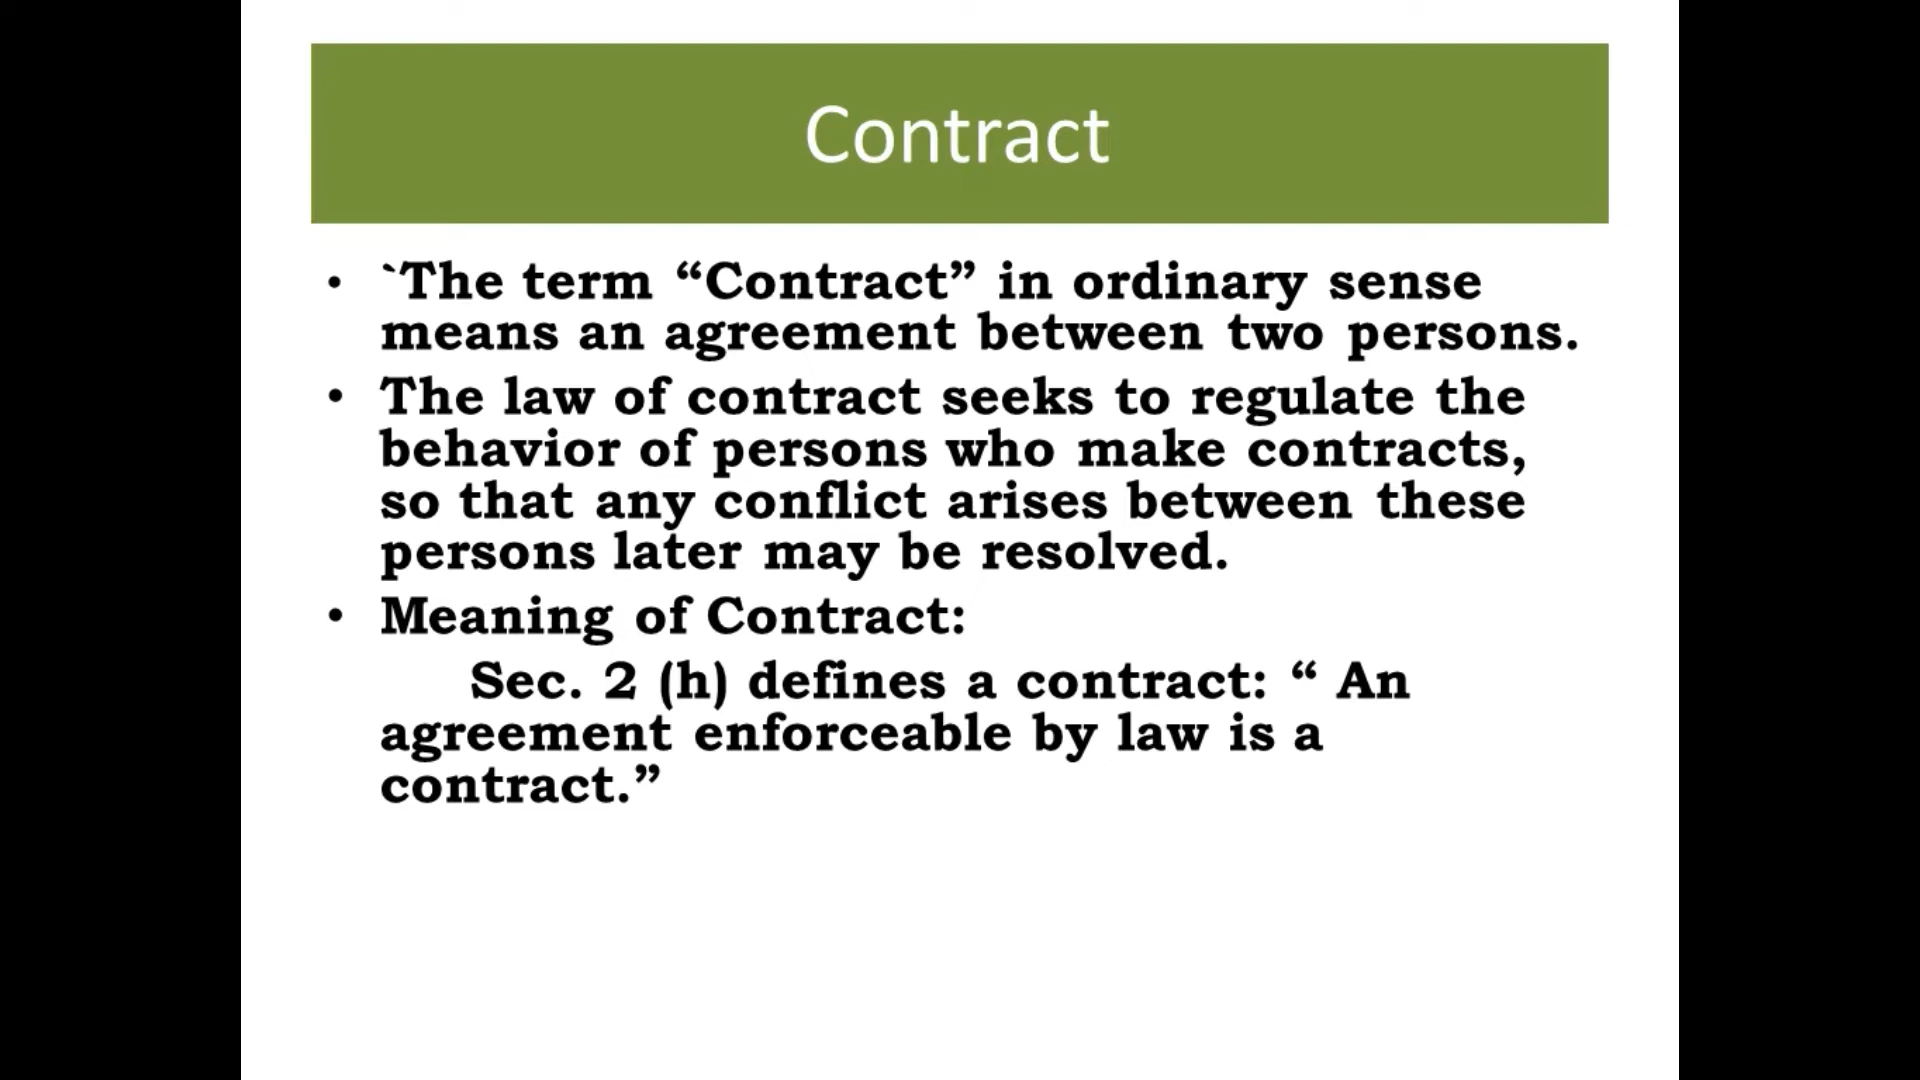 Contract
• `The term “Contract” in ordinary sense
means an agreement between two persons.
• The law of contract seeks to regulate the
behavior of persons who make contracts,
so that any conflict arises between these
persons later may be resolved.
• Meaning of Contract:
Sec. 2 (h) defines a contract: “ An
agreement enforceable by law is a
contract.”